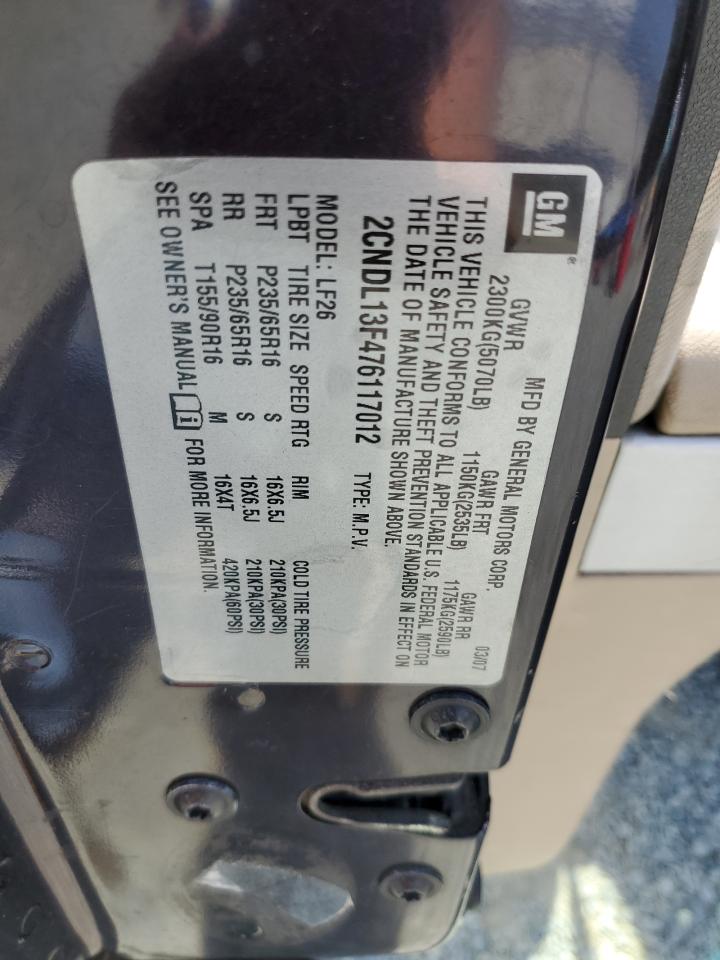 GM®
MFD BY GENERAL MOTORS CORP. 03/07
GVWR GAWR FRT GAWR RR
2300KG(5070LB) 1150KG(2535LB) 1175KG(2590LB)
THIS VEHICLE CONFORMS TO ALL APPLICABLE U.S. FEDERAL MOTOR
VEHICLE SAFETY AND THEFT PREVENTION STANDARDS IN EFFECT ON
THE DATE OF MANUFACTURE SHOWN ABOVE.
2CNDL13F476117012 TYPE: M.P.V.
MODEL: LF26
LPBT TIRE SIZE SPEED RTG RIM COLD TIRE PRESSURE
FRT P235/65R16 S 16X6.5J 210KPA(30PSI)
RR P235/65R16 S 16X6.5J 210KPA(30PSI)
SPA T155/90R16 M 16X4T 420KPA(60PSI)
SEE OWNER'S MANUAL FOR MORE INFORMATION.